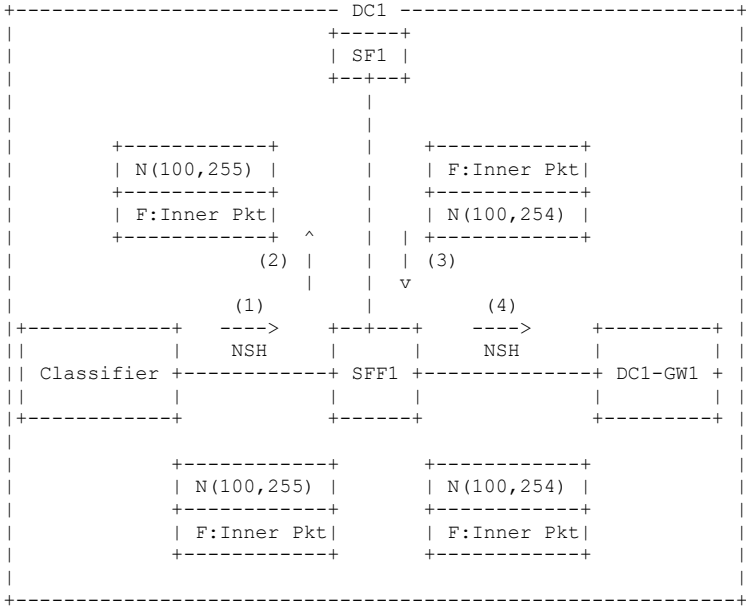 DC1
SF1
N(100,255) F:Inner Pkt
F:Inner Pkt N(100,254)
(2) (3)
(1) (4)
NSH NSH
Classifier SFF1 DC1-GW1
N(100,255) N(100,254)
F:Inner Pkt F:Inner Pkt